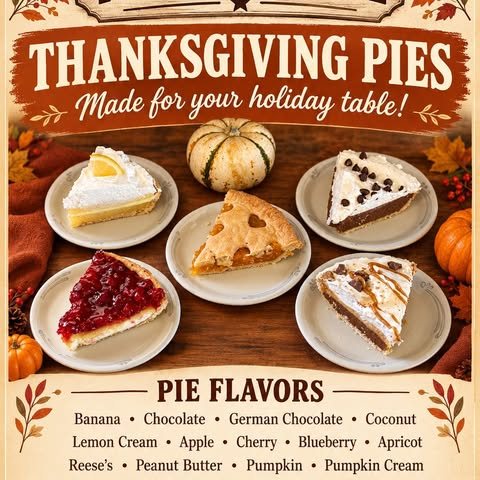 THANKSGIVING PIES
Made for your holiday table!
PIE FLAVORS
Banana • Chocolate • German Chocolate • Coconut
Lemon Cream • Apple • Cherry • Blueberry • Apricot
Reese's • Peanut Butter • Pumpkin • Pumpkin Cream